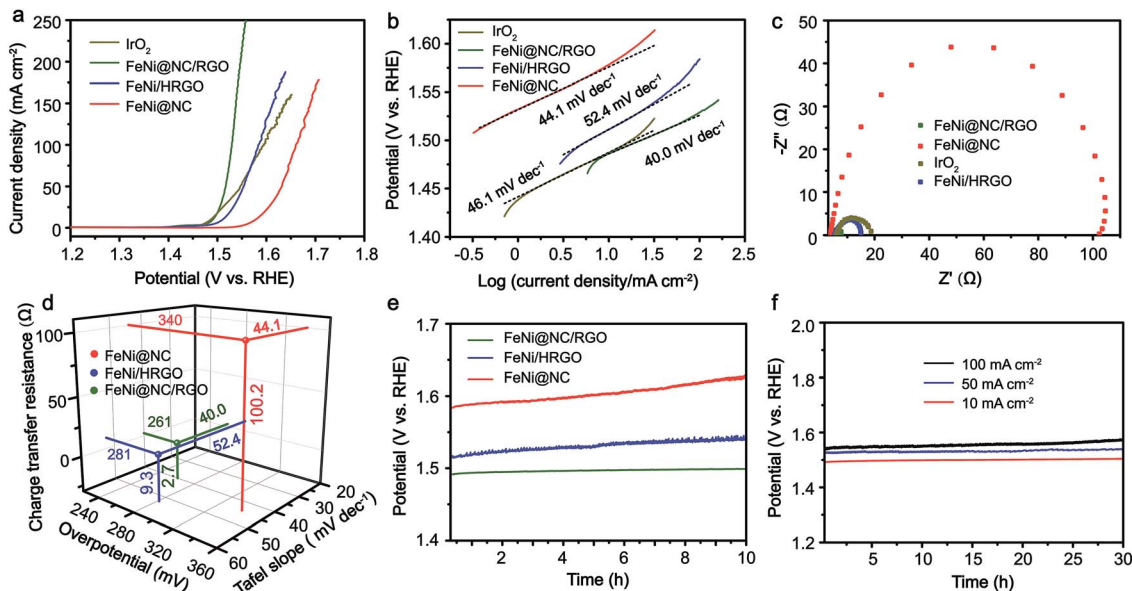 a
250
200
150
100
50
0
IrO₂
FeNi@NC/RGO
FeNi/HRGO
FeNi@NC
Current density (mA cm⁻²)
1.2 1.3 1.4 1.5 1.6 1.7 1.8
Potential (V vs. RHE)
b
1.60
1.55
1.50
1.45
1.40
IrO₂
FeNi@NC/RGO
FeNi/HRGO
FeNi@NC
44.1 mV dec⁻¹
52.4 mV dec⁻¹
46.1 mV dec⁻¹
40.0 mV dec⁻¹
Potential (V vs. RHE)
-0.5 0.0 0.5 1.0 1.5 2.0 2.5
Log (current density/mA cm⁻²)
c
50
40
30
20
10
0
FeNi@NC/RGO
FeNi@NC
IrO₂
FeNi/HRGO
-Z" (Ω)
0 20 40 60 80 100
Z' (Ω)
d
100
50
0
340
44.1
FeNi@NC
FeNi/HRGO
FeNi@NC/RGO
261
40.0
100.2
281
52.4
9.3
2.7
Charge transfer resistance (Ω)
240 280 320 360
Overpotential (mV)
60 50 40 30 20
Tafel slope ( mV dec⁻¹)
e
1.7
1.6
1.5
1.4
FeNi@NC/RGO
FeNi/HRGO
FeNi@NC
Potential (V vs. RHE)
2 4 6 8 10
Time (h)
f
2.0
1.8
1.6
1.4
1.2
100 mA cm⁻²
50 mA cm⁻²
10 mA cm⁻²
Potential (V vs. RHE)
5 10 15 20 25 30
Time (h)